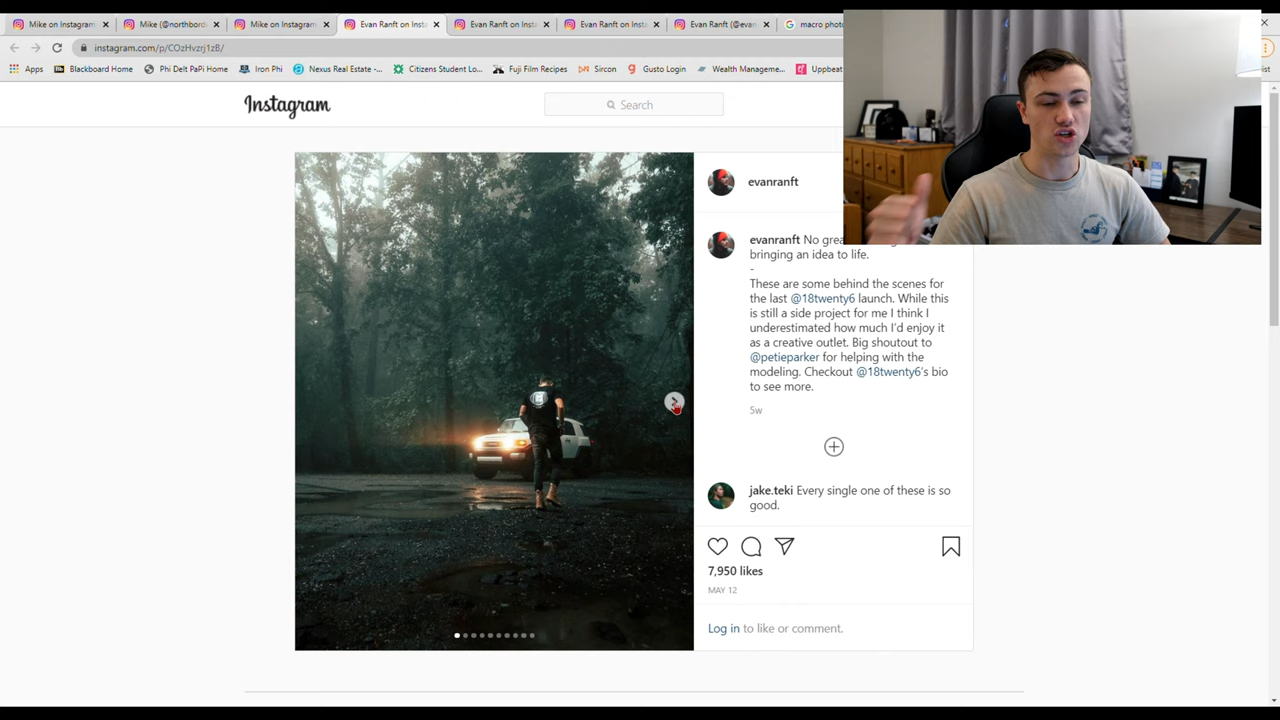 Mike on Instagram
Mike (@northbord
Mike on Instagram
Evan Ranft on Insta
Evan Ranft on Inst
Evan Ranft on Inst
Evan Ranft (@evan
macro phot
instagram.com/p/COzHvzrj1zB/
Apps
Blackboard Home
Phi Delt PaPi Home
Iron Phi
Nexus Real Estate -...
Citizens Student Lo...
Fuji Film Recipes
Sircon
Gusto Login
Wealth Manageme...
Uppbeat
ist
Instagram
Search
evanranft
evanranft No grea
bringing an idea to life.
-
These are some behind the scenes for
the last @18twenty6 launch. While this
is still a side project for me I think I
underestimated how much I'd enjoy it
as a creative outlet. Big shoutout to
@petieparker for helping with the
modeling. Checkout @18twenty6's bio
to see more.
5w
jake.teki Every single one of these is so
good.
7,950 likes
MAY 12
Log in to like or comment.